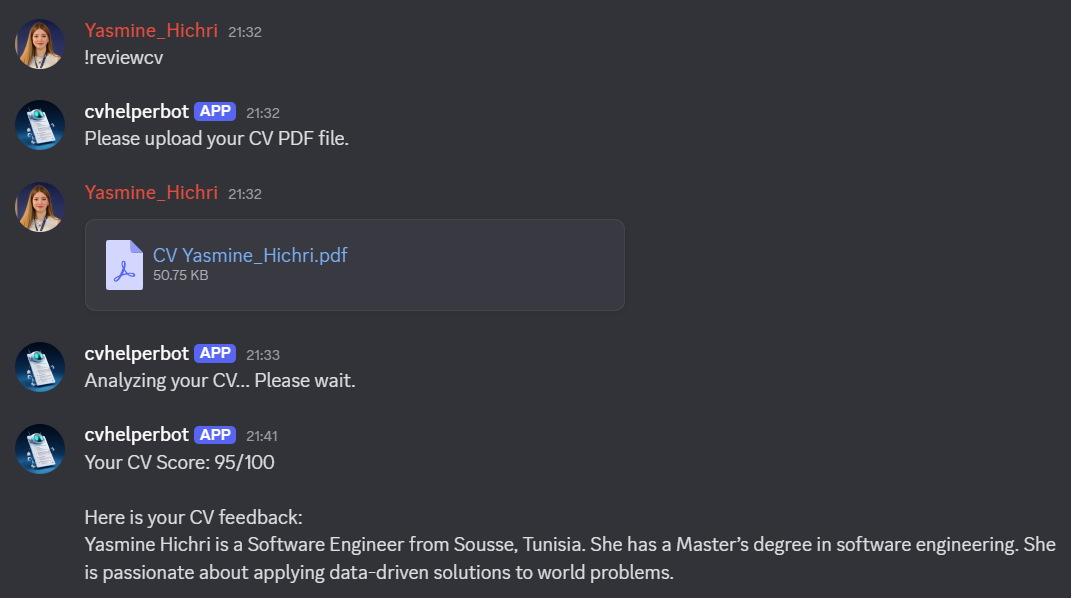 Yasmine_Hichri 21:32
!reviewcv
cvhelperbot APP 21:32
Please upload your CV PDF file.
Yasmine_Hichri 21:32
CV Yasmine_Hichri.pdf
50.75 KB
cvhelperbot APP 21:33
Analyzing your CV... Please wait.
cvhelperbot APP 21:41
Your CV Score: 95/100
Here is your CV feedback:
Yasmine Hichri is a Software Engineer from Sousse, Tunisia. She has a Master’s degree in software engineering. She
is passionate about applying data-driven solutions to world problems.